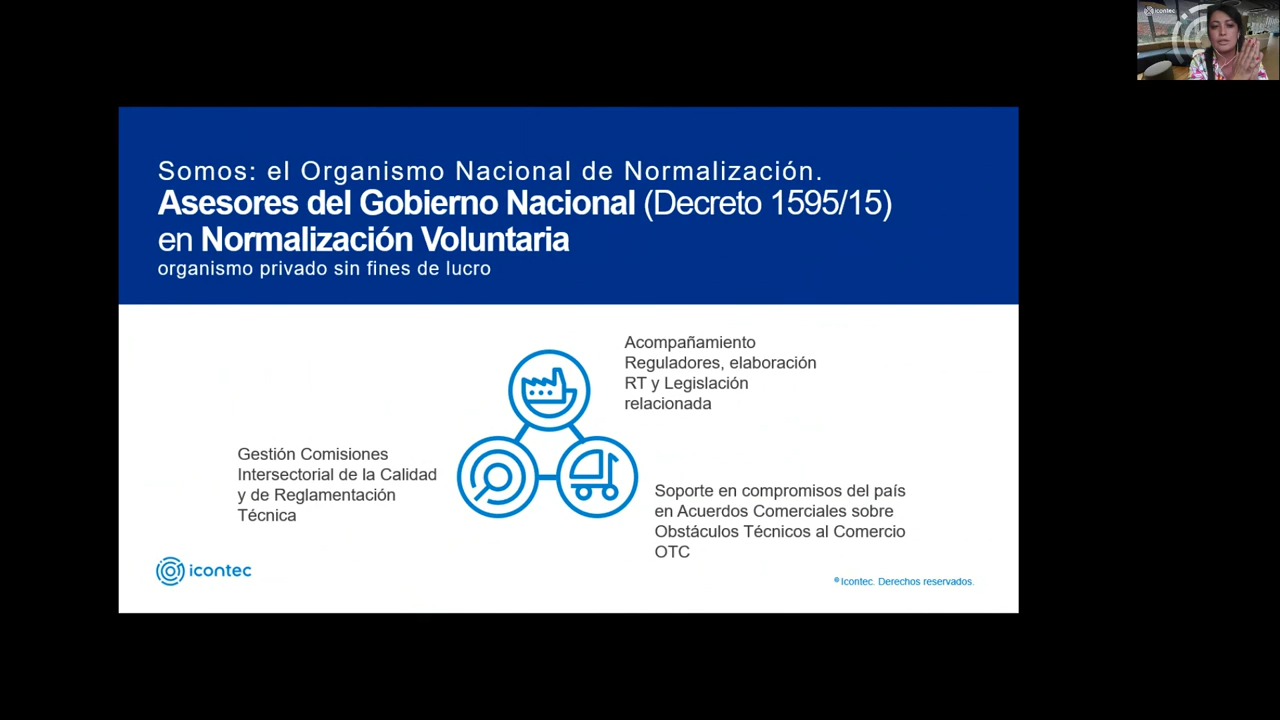 icontec
Somos: el Organismo Nacional de Normalización.
Asesores del Gobierno Nacional (Decreto 1595/15)
en Normalización Voluntaria
organismo privado sin fines de lucro
Acompañamiento
Reguladores, elaboración
RT y Legislación
relacionada
Gestión Comisiones
Intersectorial de la Calidad
y de Reglamentación
Técnica
Soporte en compromisos del país
en Acuerdos Comerciales sobre
Obstáculos Técnicos al Comercio
OTC
icontec
® Icontec. Derechos reservados.